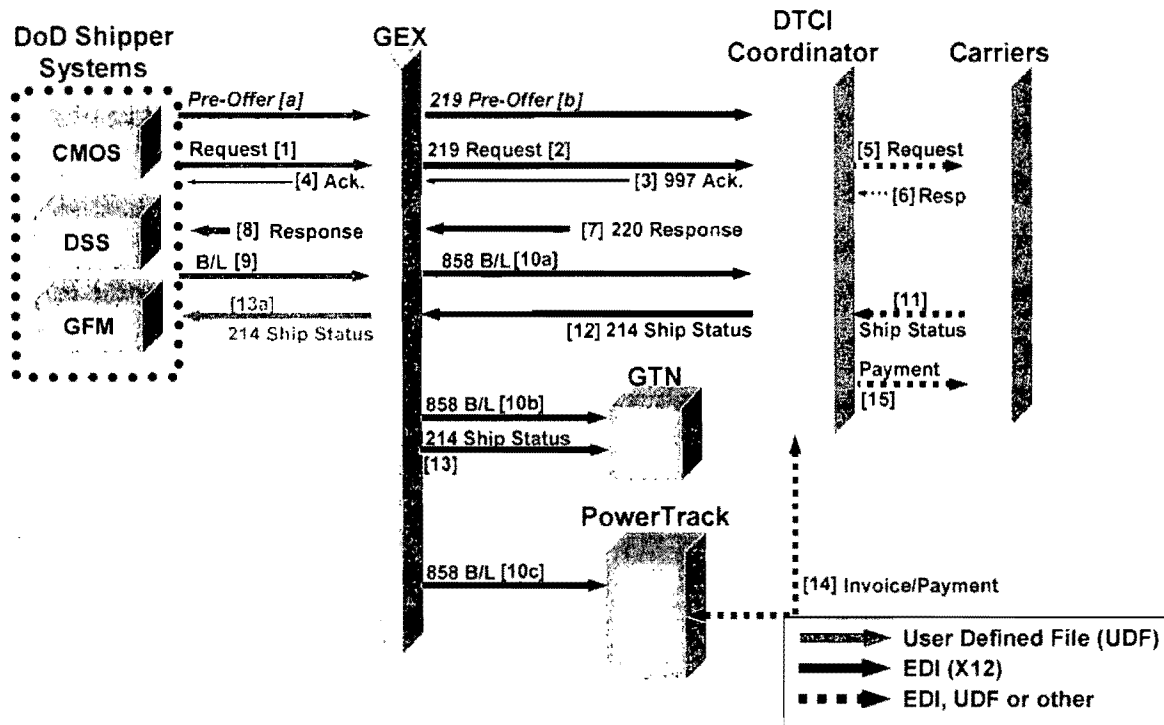 DoD Shipper
Systems
GEX
DTCI
Coordinator
Carriers
Pre-Offer [a]
219 Pre-Offer [b]
CMOS
Request [1]
219 Request [2]
[5] Request
[4] Ack.
[3] 997 Ack.
[6] Resp
DSS
[8] Response
[7] 220 Response
B/L [9]
858 B/L [10a]
GFM
[13a]
214 Ship Status
[12] 214 Ship Status
[11]
Ship Status
Payment
[15]
GTN
858 B/L [10b]
214 Ship Status
[13]
PowerTrack
858 B/L [10c]
[14] Invoice/Payment
User Defined File (UDF)
EDI (X12)
EDI, UDF or other